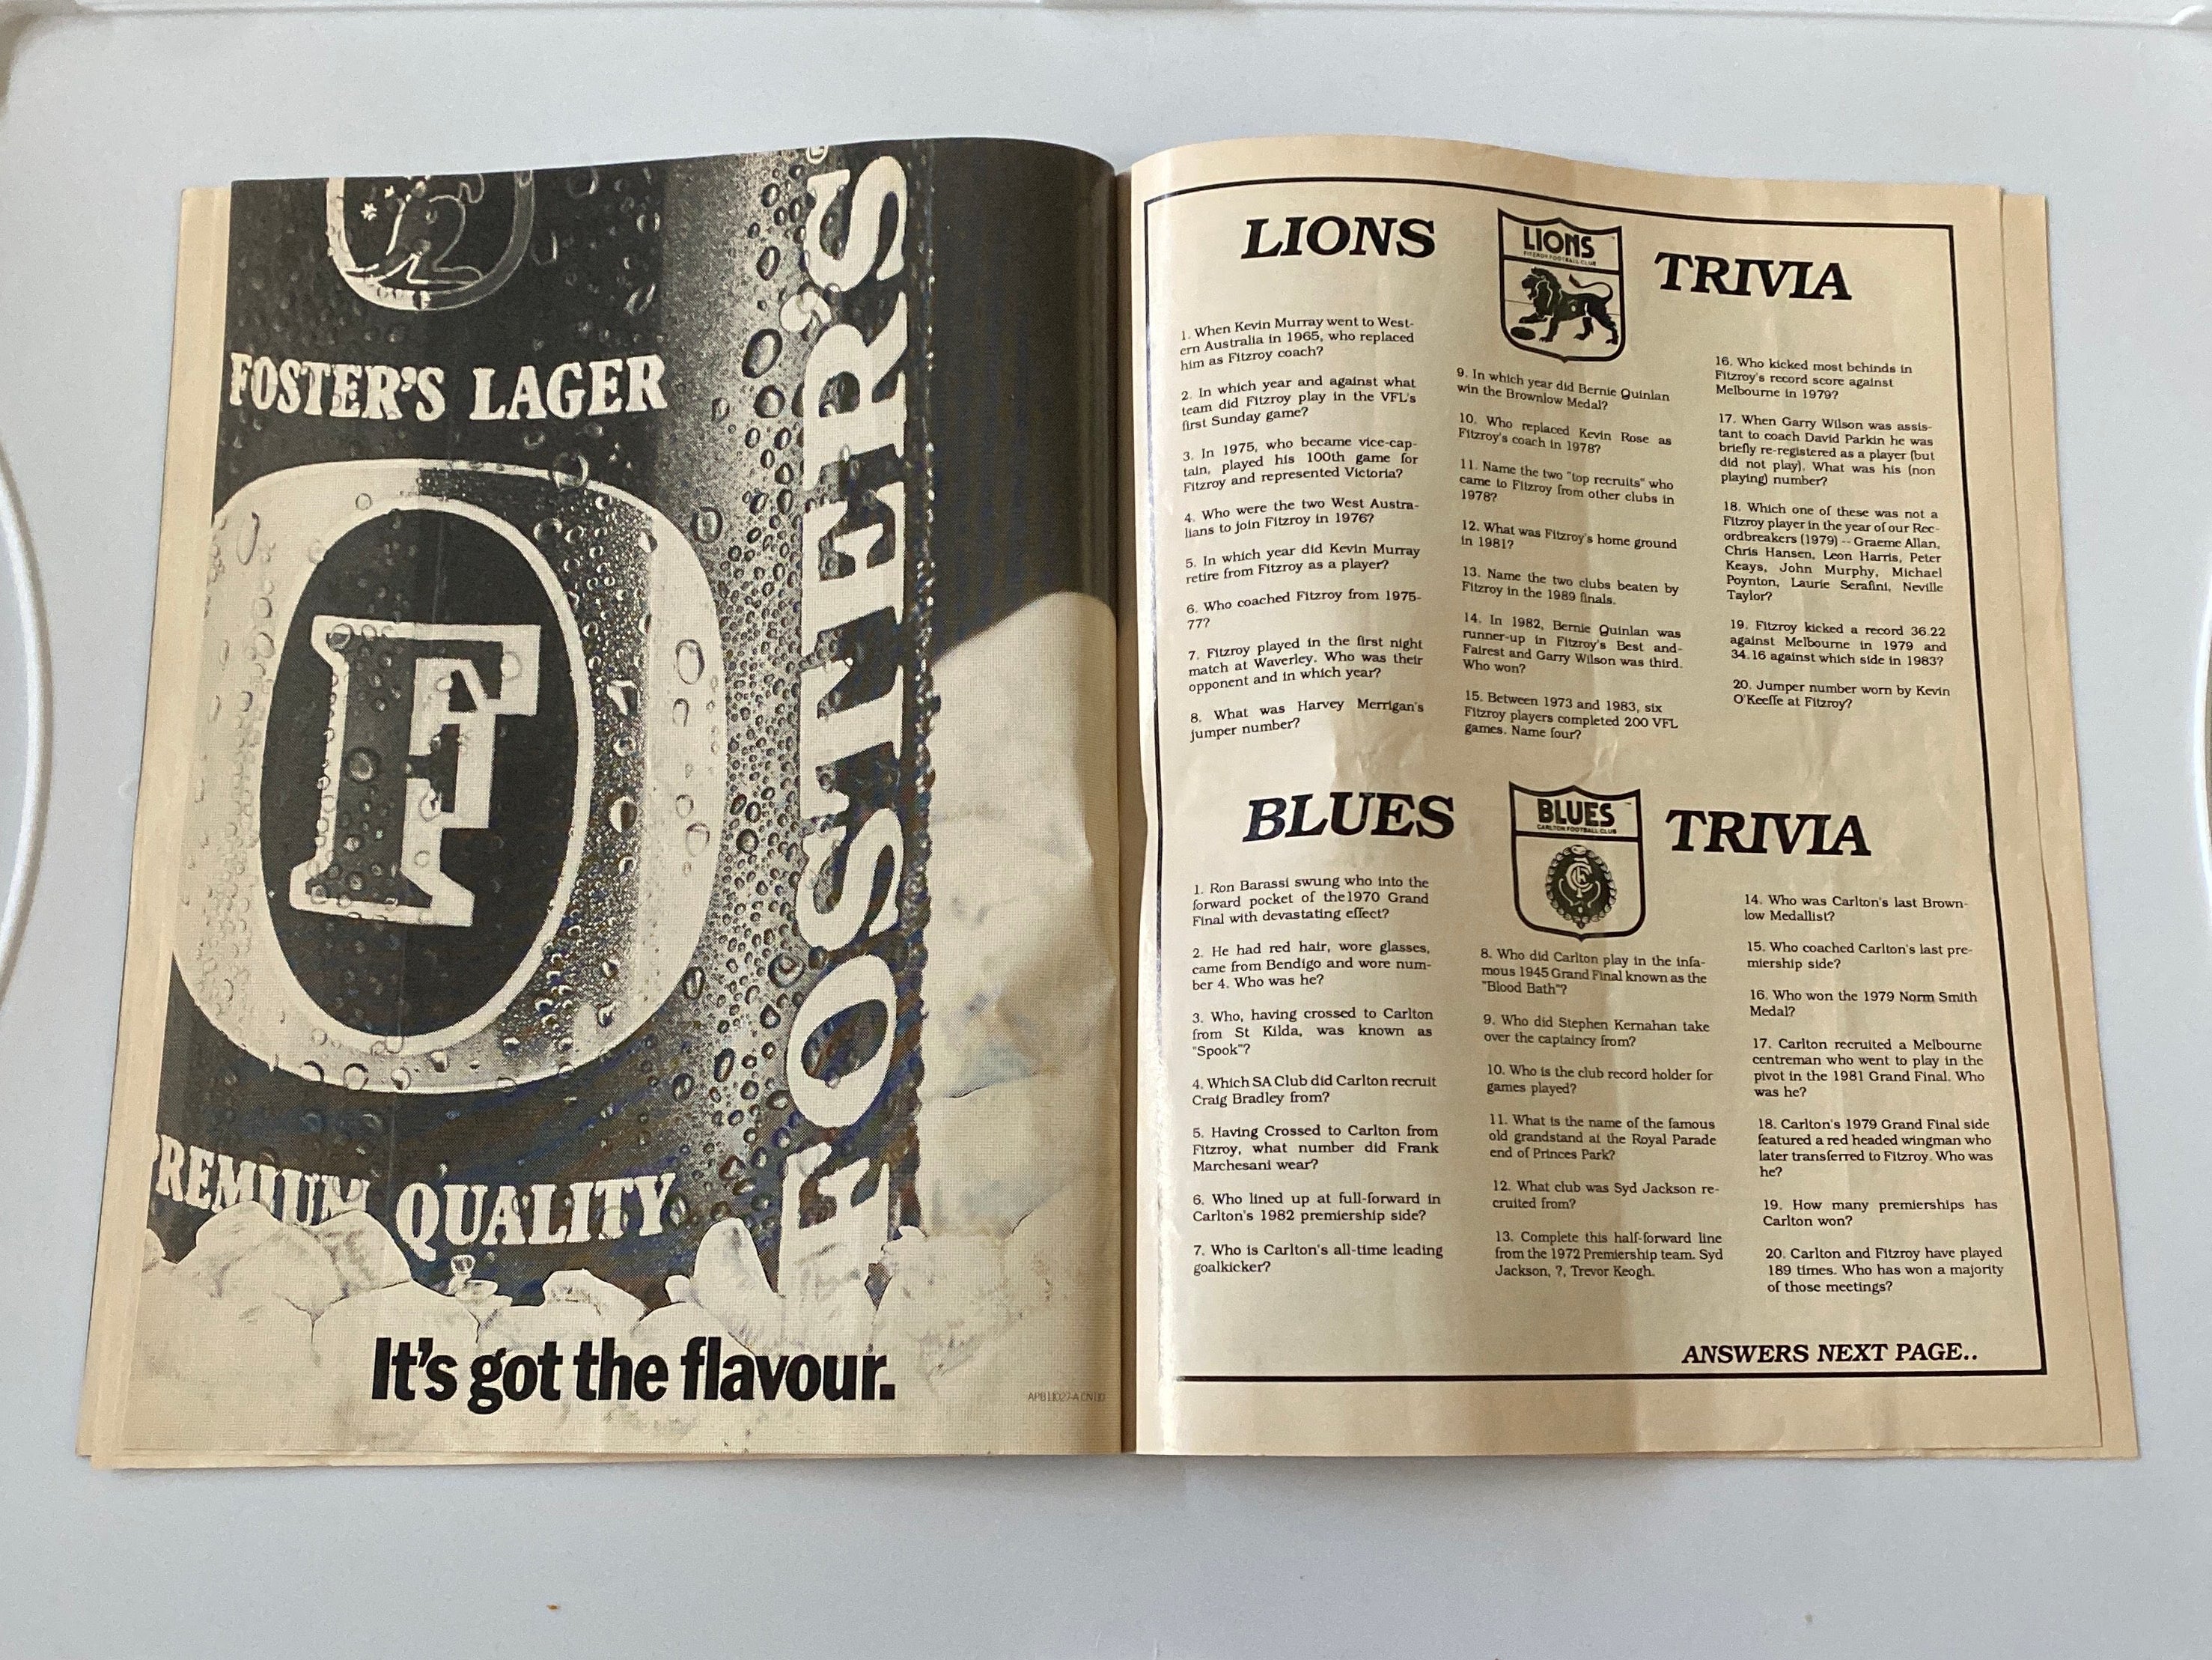 FOSTER'S LAGER
F
REMIUM QUALITY
FOSTER'S
It's got the flavour.
LIONS
LIONS
FITZROY FOOTBALL CLUB
TRIVIA
1. When Kevin Murray went to West-
ern Australia in 1965, who replaced
him as Fitzroy coach?
2. In which year and against what
team did Fitzroy play in the VFL's
first Sunday game?
3. In 1975, who became vice-cap-
tain, played his 100th game for
Fitzroy and represented Victoria?
4. Who were the two West Austra-
lians to join Fitzroy in 1976?
5. In which year did Kevin Murray
retire from Fitzroy as a player?
6. Who coached Fitzroy from 1975-
77?
7. Fitzroy played in the first night
match at Waverley. Who was their
opponent and in which year?
8. What was Harvey Merrigan's
jumper number?
9. In which year did Bernie Quinlan
win the Brownlow Medal?
10. Who replaced Kevin Rose as
Fitzroy's coach in 1978?
11. Name the two "top recruits" who
came to Fitzroy from other clubs in
1978?
12. What was Fitzroy's home ground
in 1981?
13. Name the two clubs beaten by
Fitzroy in the 1989 finals.
14. In 1982, Bernie Quinlan was
runner-up in Fitzroy's Best and-
Fairest and Garry Wilson was third.
Who won?
15. Between 1973 and 1983, six
Fitzroy players completed 200 VFL
games. Name four?
16. Who kicked most behinds in
Fitzroy's record score against
Melbourne in 1979?
17. When Garry Wilson was assis-
tant to coach David Parkin he was
briefly re-registered as a player (but
did not play). What was his (non
playing) number?
18. Which one of these was not a
Fitzroy player in the year of our Rec-
ordbreakers (1979) -- Graeme Allan,
Chris Hansen, Leon Harris, Peter
Keays, John Murphy, Michael
Poynton, Laurie Serafini, Neville
Taylor?
19. Fitzroy kicked a record 36.22
against Melbourne in 1979 and
34.16 against which side in 1983?
20. Jumper number worn by Kevin
O'Keeffe at Fitzroy?
BLUES
BLUES
CARLTON FOOTBALL CLUB
TRIVIA
1. Ron Barassi swung who into the
forward pocket of the1970 Grand
Final with devastating effect?
2. He had red hair, wore glasses,
came from Bendigo and wore num-
ber 4. Who was he?
3. Who, having crossed to Carlton
from St Kilda, was known as
"Spook"?
4. Which SA Club did Carlton recruit
Craig Bradley from?
5. Having Crossed to Carlton from
Fitzroy, what number did Frank
Marchesani wear?
6. Who lined up at full-forward in
Carlton's 1982 premiership side?
7. Who is Carlton's all-time leading
goalkicker?
8. Who did Carlton play in the infa-
mous 1945 Grand Final known as the
"Blood Bath"?
9. Who did Stephen Kernahan take
over the captaincy from?
10. Who is the club record holder for
games played?
11. What is the name of the famous
old grandstand at the Royal Parade
end of Princes Park?
12. What club was Syd Jackson re-
cruited from?
13. Complete this half-forward line
from the 1972 Premiership team. Syd
Jackson, ?, Trevor Keogh.
14. Who was Carlton's last Brown-
low Medallist?
15. Who coached Carlton's last pre-
miership side?
16. Who won the 1979 Norm Smith
Medal?
17. Carlton recruited a Melbourne
centreman who went to play in the
pivot in the 1981 Grand Final. Who
was he?
18. Carlton's 1979 Grand Final side
featured a red headed wingman who
later transferred to Fitzroy. Who was
he?
19. How many premierships has
Carlton won?
20. Carlton and Fitzroy have played
189 times. Who has won a majority
of those meetings?
ANSWERS NEXT PAGE..